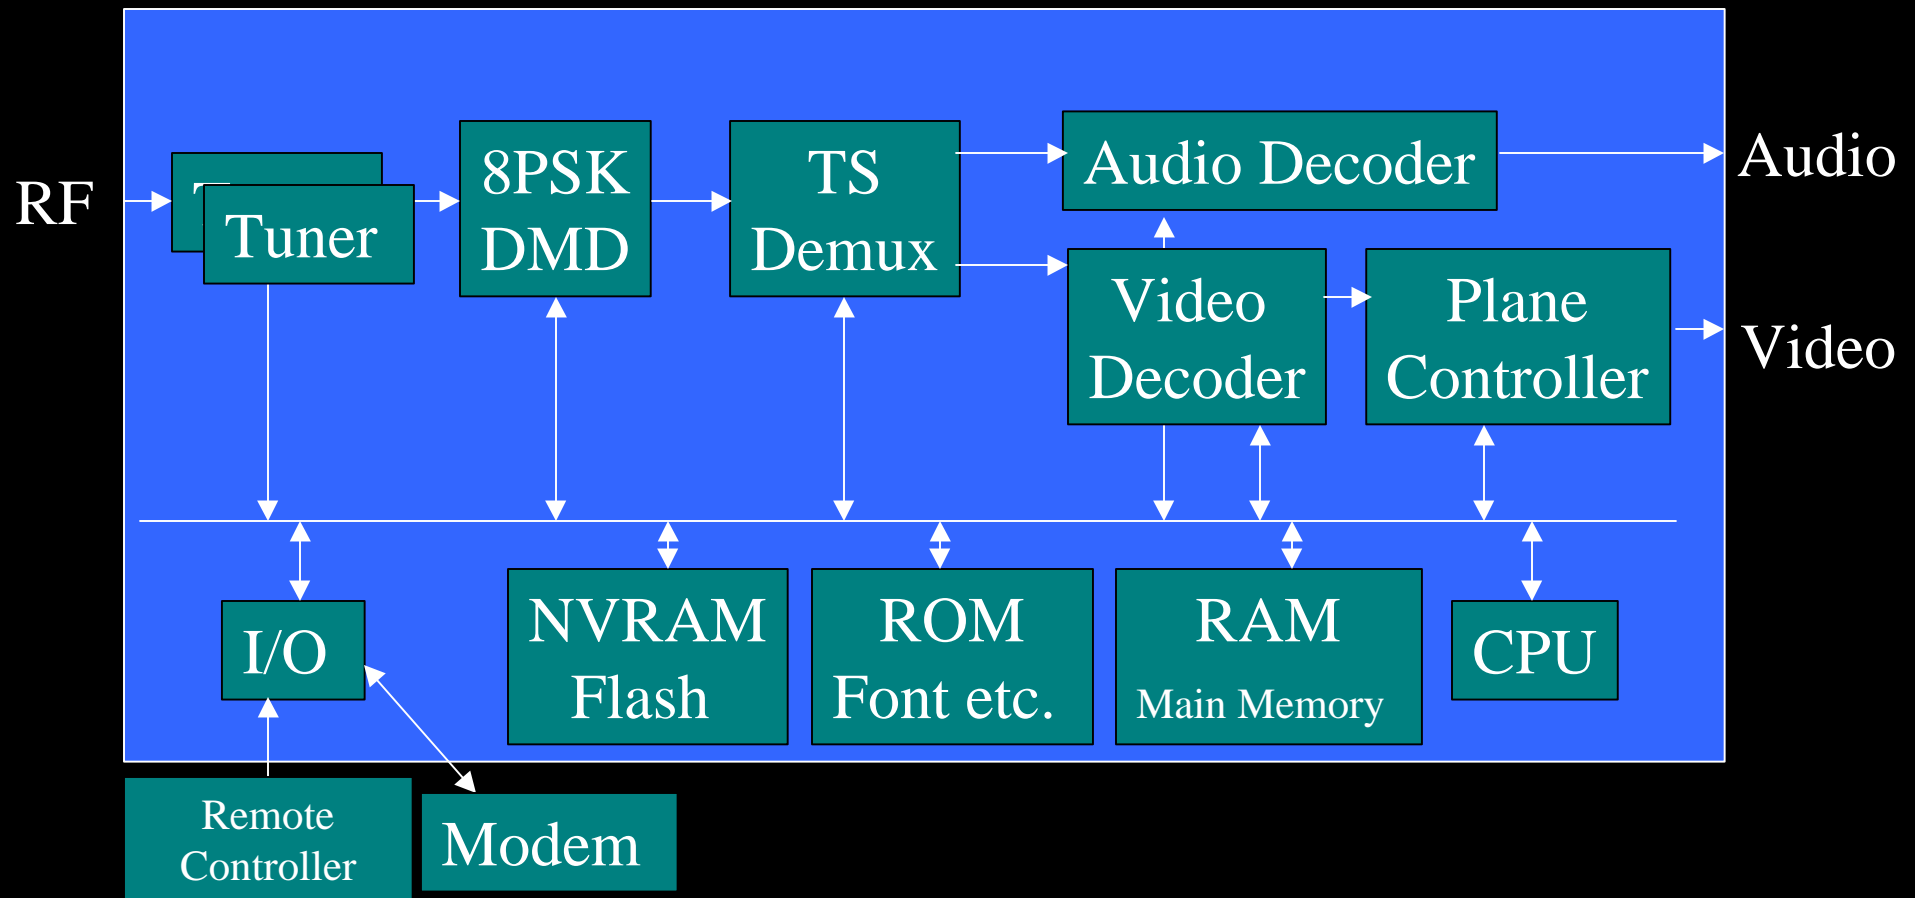 RF
Tuner
8PSK
DMD
TS
Demux
Audio Decoder
Audio
Video
Decoder
Plane
Controller
Video
I/O
NVRAM
Flash
ROM
Font etc.
RAM
Main Memory
CPU
Remote
Controller
Modem